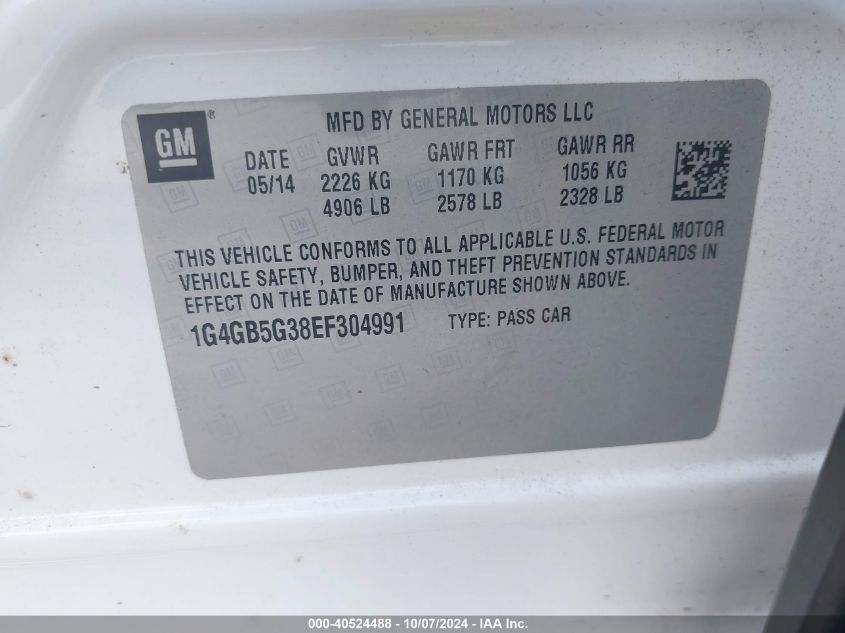 GM®
MFD BY GENERAL MOTORS LLC
DATE GVWR GAWR FRT GAWR RR
05/14 2226 KG 1170 KG 1056 KG
4906 LB 2578 LB 2328 LB
THIS VEHICLE CONFORMS TO ALL APPLICABLE U.S. FEDERAL MOTOR
VEHICLE SAFETY, BUMPER, AND THEFT PREVENTION STANDARDS IN
EFFECT ON THE DATE OF MANUFACTURE SHOWN ABOVE.
1G4GB5G38EF304991 TYPE: PASS CAR
000-40524488 - 10/07/2024 - IAA Inc.